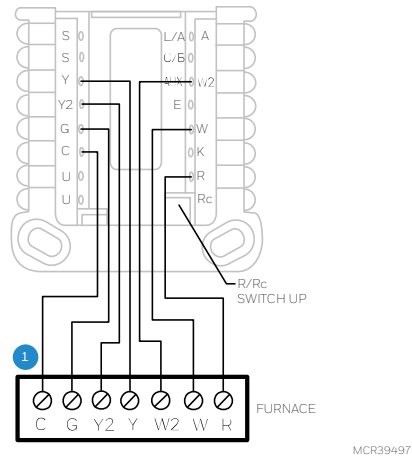 S L/A A
S O/B
Y AUX W2
Y2 E
G W
C K
U R
U Rc
R/Rc
SWITCH UP
1
C G Y2 Y W2 W R
FURNACE
MCR39497